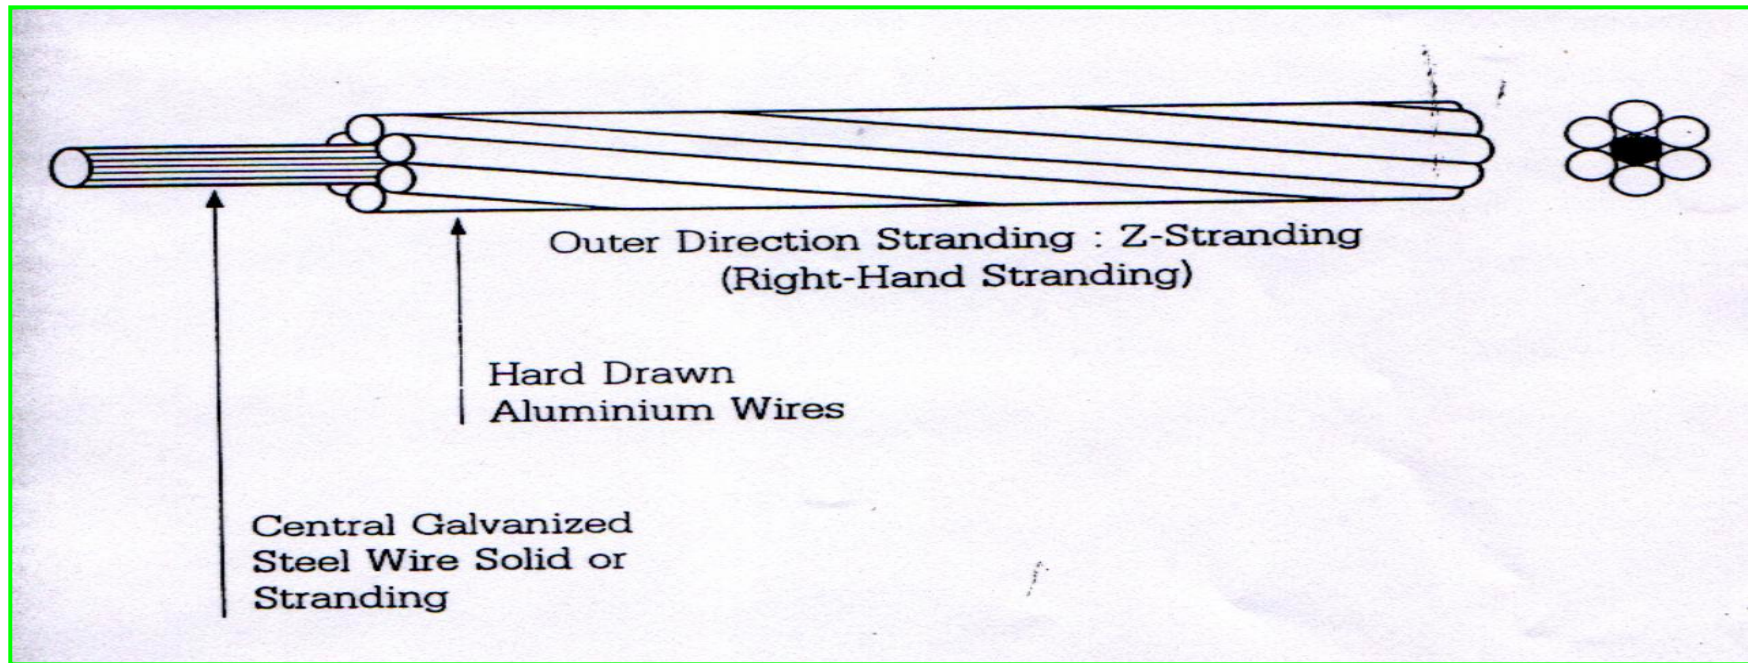 Outer Direction Stranding : Z-Stranding
(Right-Hand Stranding)
Hard Drawn
Aluminium Wires
Central Galvanized
Steel Wire Solid or
Stranding